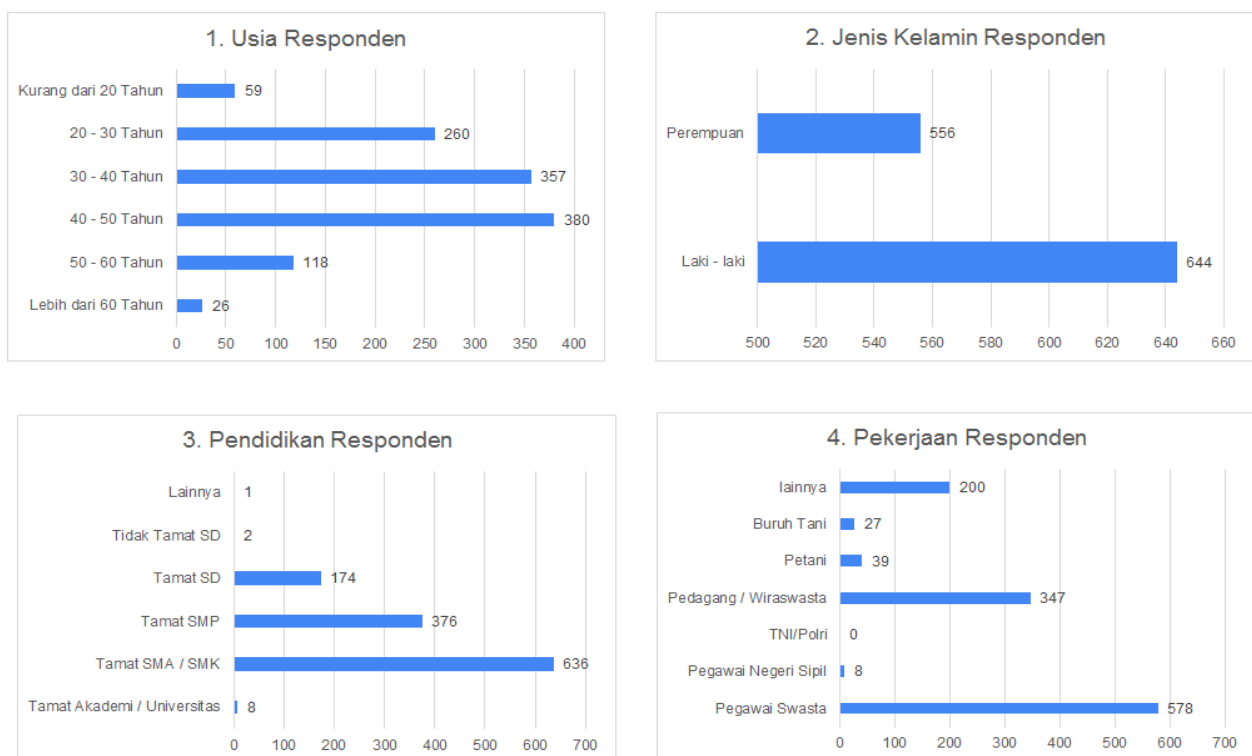 1. Usia Responden
Kurang dari 20 Tahun 59
20 - 30 Tahun 260
30 - 40 Tahun 357
40 - 50 Tahun 380
50 - 60 Tahun 118
Lebih dari 60 Tahun 26
0 50 100 150 200 250 300 350 400
2. Jenis Kelamin Responden
Perempuan 556
Laki - laki 644
500 520 540 560 580 600 620 640 660
3. Pendidikan Responden
Lainnya 1
Tidak Tamat SD 2
Tamat SD 174
Tamat SMP 376
Tamat SMA / SMK 636
Tamat Akademi / Universitas 8
0 100 200 300 400 500 600 700
4. Pekerjaan Responden
lainnya 200
Buruh Tani 27
Petani 39
Pedagang / Wiraswasta 347
TNI/Polri 0
Pegawai Negeri Sipil 8
Pegawai Swasta 578
0 100 200 300 400 500 600 700